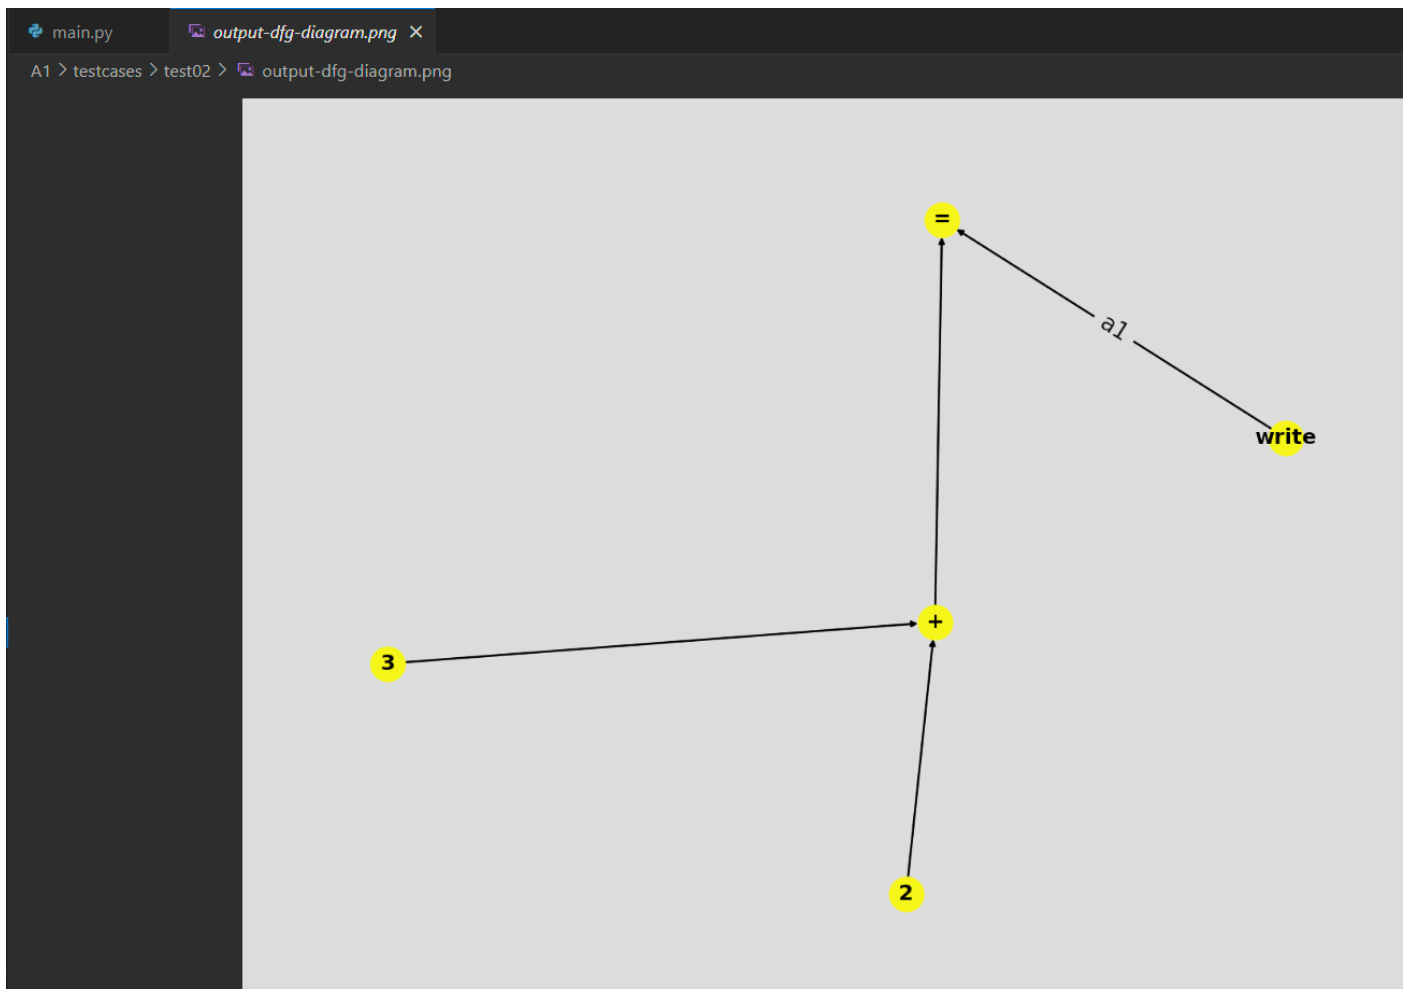 main.py output-dfg-diagram.png
A1 > testcases > test02 > output-dfg-diagram.png
=
a1
write
+
3
2